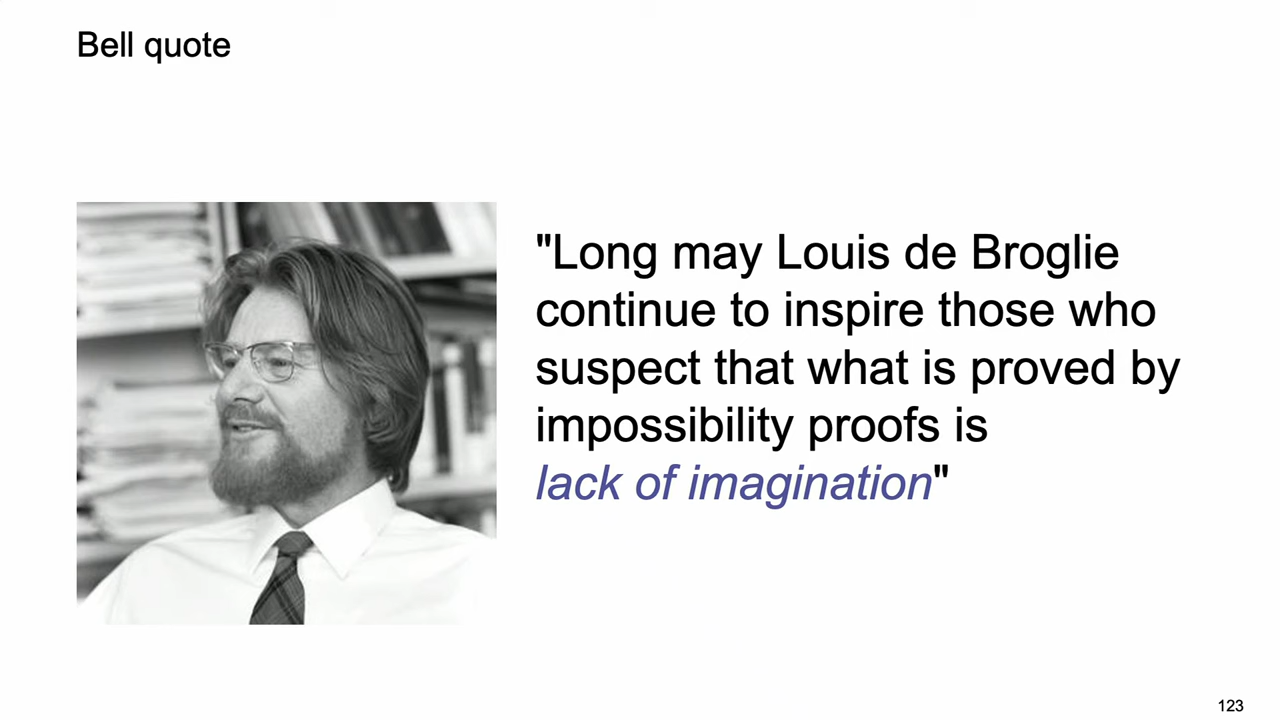 Bell quote
"Long may Louis de Broglie
continue to inspire those who
suspect that what is proved by
impossibility proofs is
lack of imagination"
123